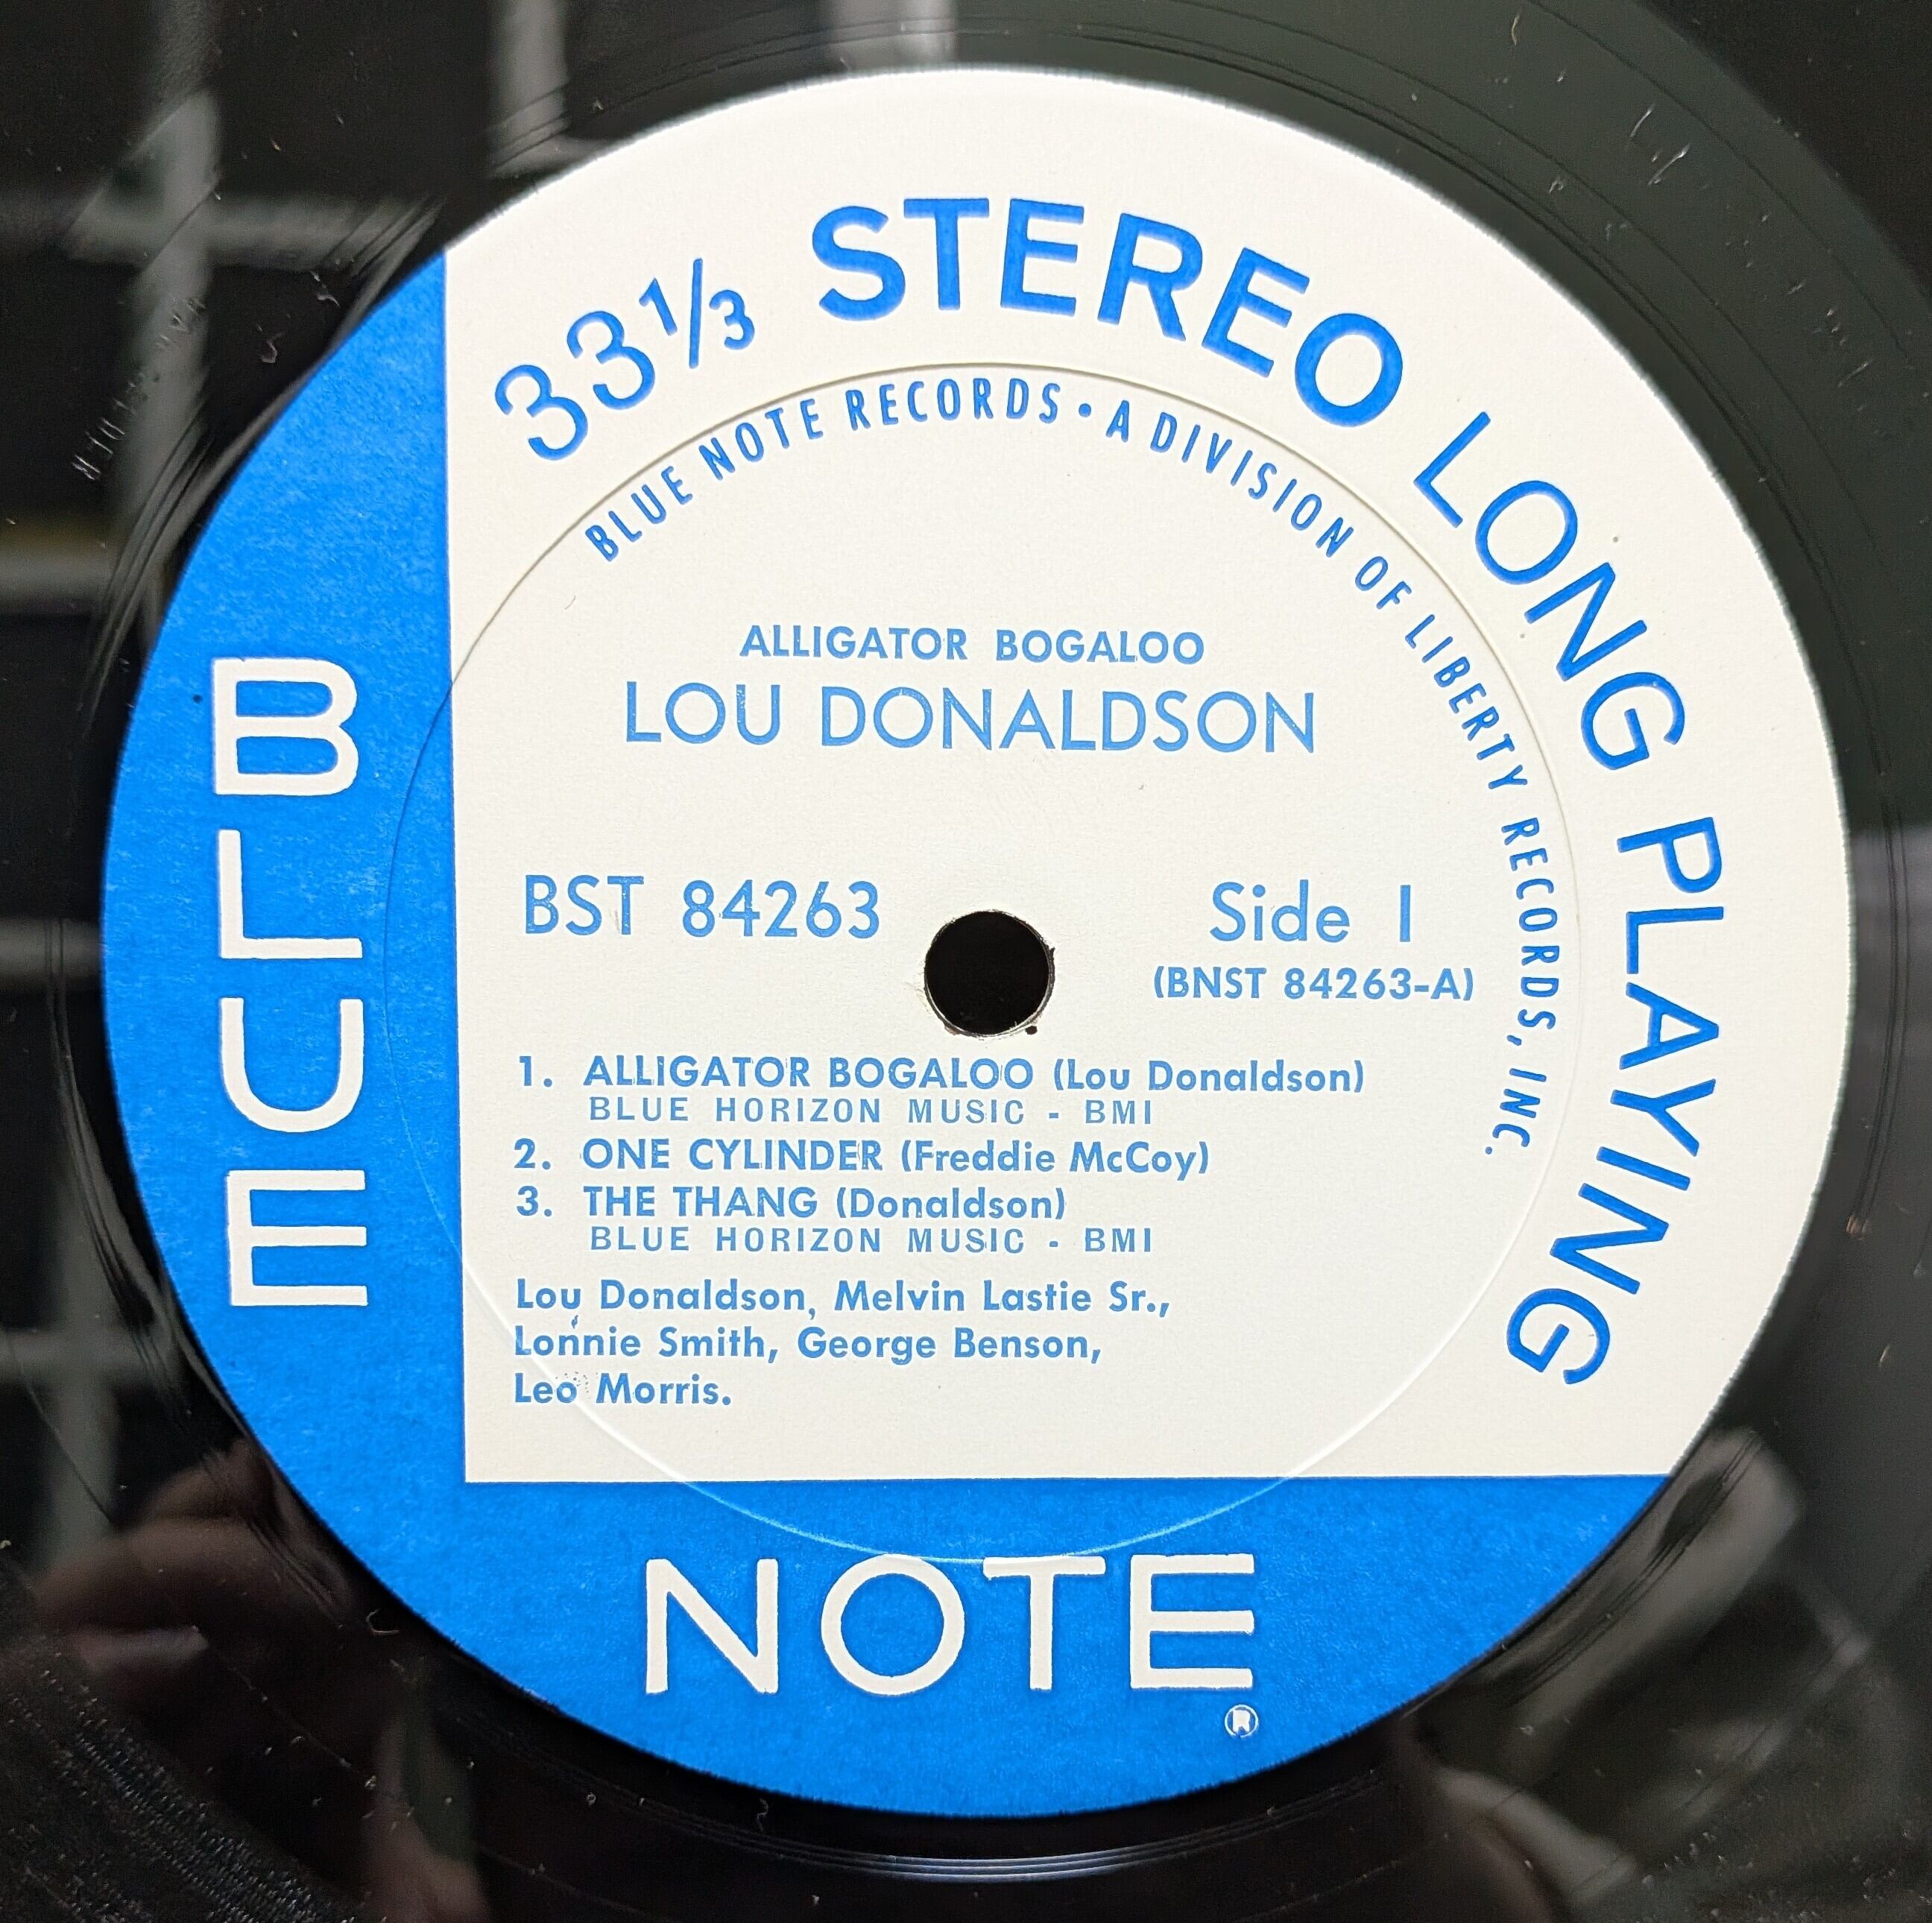 33⅓ STEREO LONG PLAYING
BLUE NOTE RECORDS • A DIVISION OF LIBERTY RECORDS, INC.
ALLIGATOR BOGALOO
LOU DONALDSON
BST 84263
Side 1
(BNST 84263-A)
1. ALLIGATOR BOGALOO (Lou Donaldson)
BLUE HORIZON MUSIC - BMI
2. ONE CYLINDER (Freddie McCoy)
3. THE THANG (Donaldson)
BLUE HORIZON MUSIC - BMI
Lou Donaldson, Melvin Lastie Sr.,
Lonnie Smith, George Benson,
Leo Morris.
BLUE
NOTE®